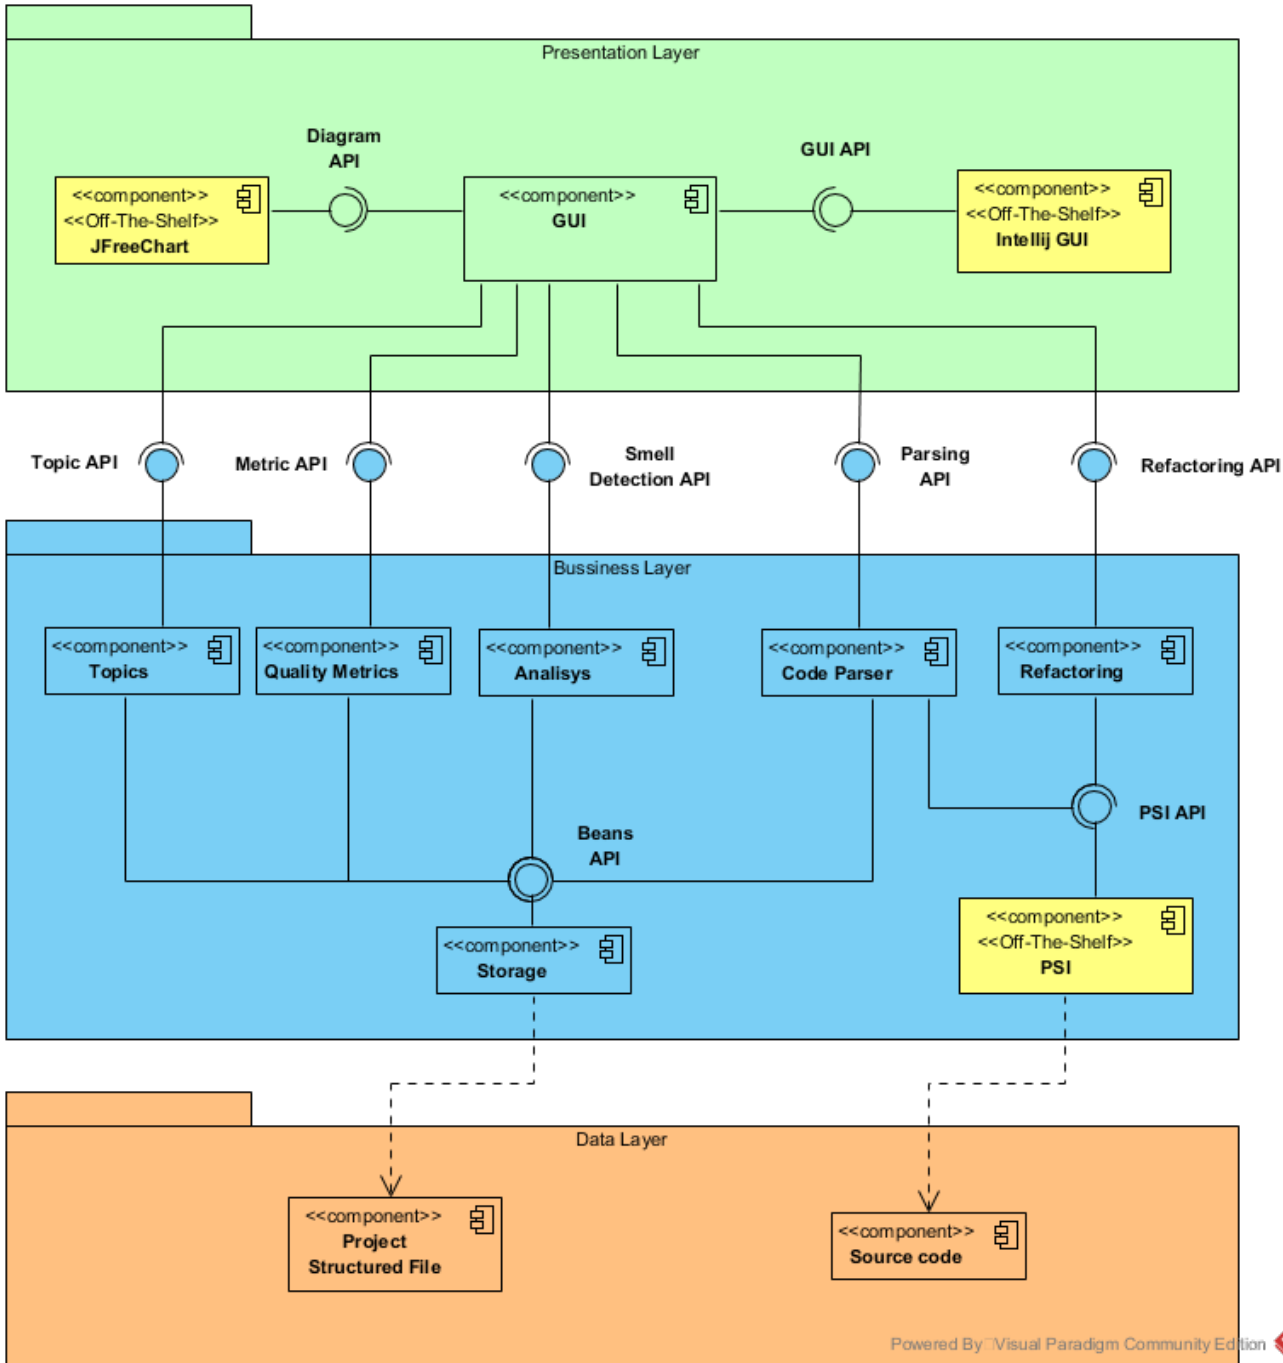 Presentation Layer
Diagram
API
GUI API
<<component>>
<<Off-The-Shelf>>
JFreeChart
<<component>>
GUI
<<component>>
<<Off-The-Shelf>>
Intellij GUI
Topic API
Metric API
Smell
Detection API
Parsing
API
Refactoring API
Bussiness Layer
<<component>>
Topics
<<component>>
Quality Metrics
<<component>>
Analisys
<<component>>
Code Parser
<<component>>
Refactoring
Beans
API
PSI API
<<component>>
Storage
<<component>>
<<Off-The-Shelf>>
PSI
Data Layer
<<component>>
Project
Structured File
<<component>>
Source code
Powered By Visual Paradigm Community Edition